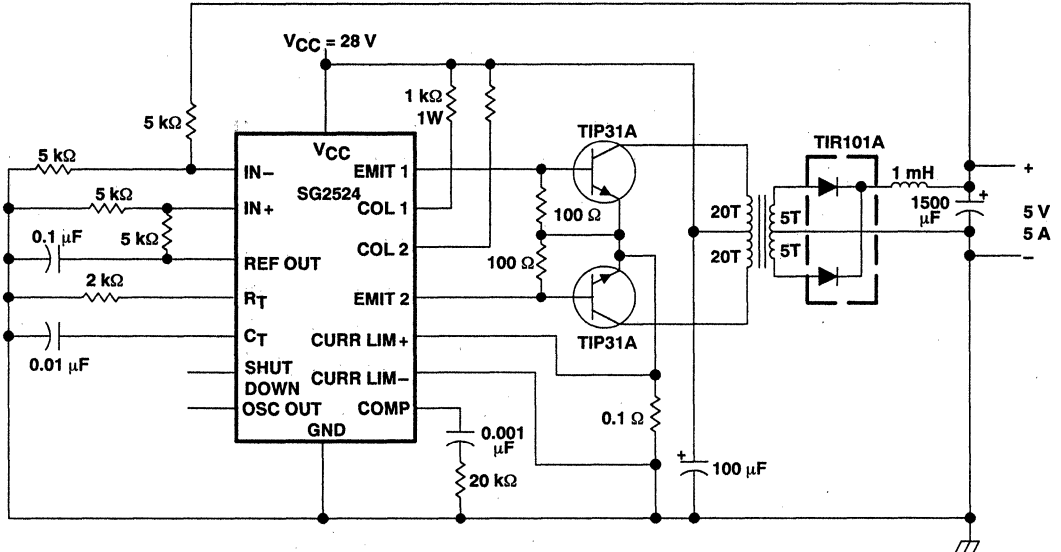 VCC = 28 V
5 kΩ
1 kΩ
1W
TIP31A
TIR101A
VCC
SG2524
5 kΩ
IN−
EMIT 1
1 mH
+
5 kΩ
IN+
COL 1
100 Ω
20T
5T
1500
µF
+
5 V
5 A
0.1 µF
5 kΩ
COL 2
100 Ω
20T
5T
−
REF OUT
2 kΩ
RT
EMIT 2
0.01 µF
CT
CURR LIM+
TIP31A
SHUT
DOWN
CURR LIM−
OSC OUT
COMP
0.1 Ω
GND
0.001
µF
20 kΩ
+
100 µF